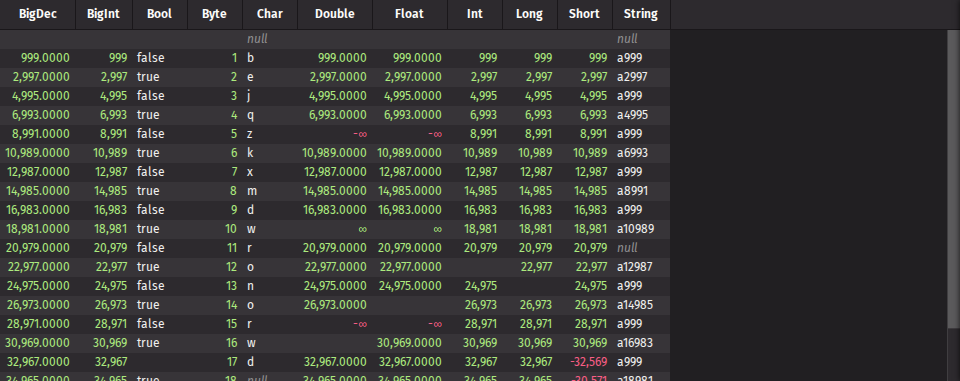 BigDec BigInt Bool Byte Char Double Float Int Long Short String
null null
999.0000 999 false 1 b 999.0000 999.0000 999 999 999 a999
2,997.0000 2,997 true 2 e 2,997.0000 2,997.0000 2,997 2,997 2,997 a2997
4,995.0000 4,995 false 3 j 4,995.0000 4,995.0000 4,995 4,995 4,995 a999
6,993.0000 6,993 true 4 q 6,993.0000 6,993.0000 6,993 6,993 6,993 a4995
8,991.0000 8,991 false 5 z -∞ -∞ 8,991 8,991 8,991 a999
10,989.0000 10,989 true 6 k 10,989.0000 10,989.0000 10,989 10,989 10,989 a6993
12,987.0000 12,987 false 7 x 12,987.0000 12,987.0000 12,987 12,987 12,987 a999
14,985.0000 14,985 true 8 m 14,985.0000 14,985.0000 14,985 14,985 14,985 a8991
16,983.0000 16,983 false 9 d 16,983.0000 16,983.0000 16,983 16,983 16,983 a999
18,981.0000 18,981 true 10 w ∞ ∞ 18,981 18,981 18,981 a10989
20,979.0000 20,979 false 11 r 20,979.0000 20,979.0000 20,979 20,979 20,979 null
22,977.0000 22,977 true 12 o 22,977.0000 22,977.0000 22,977 22,977 a12987
24,975.0000 24,975 false 13 n 24,975.0000 24,975.0000 24,975 24,975 a999
26,973.0000 26,973 true 14 o 26,973.0000 26,973 26,973 26,973 a14985
28,971.0000 28,971 false 15 r -∞ -∞ 28,971 28,971 28,971 a999
30,969.0000 30,969 true 16 w 30,969.0000 30,969 30,969 30,969 a16983
32,967.0000 32,967 17 d 32,967.0000 32,967.0000 32,967 32,967 -32,569 a999
34,965.0000 34,965 true 18 null 34,965.0000 34,965.0000 34,965 34,965 -30,571 a18981